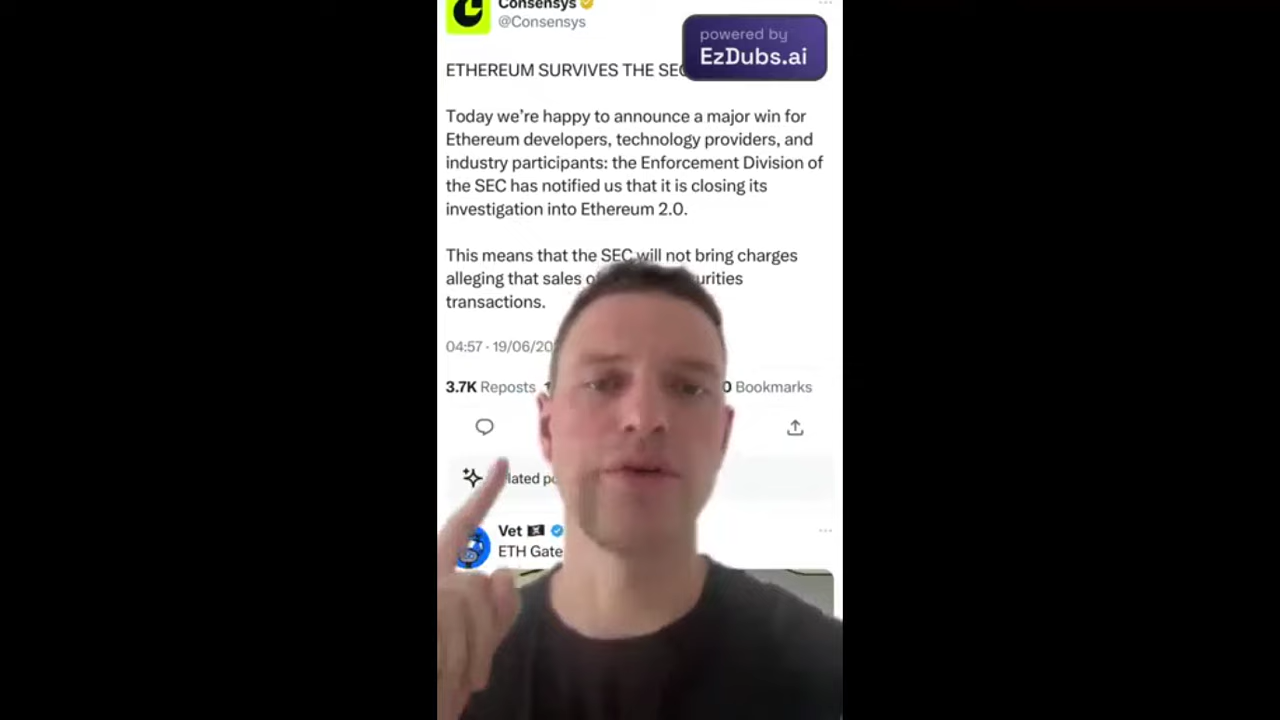 Consensys
@Consensys
powered by
EzDubs.ai
ETHEREUM SURVIVES THE SEC
Today we're happy to announce a major win for
Ethereum developers, technology providers, and
industry participants: the Enforcement Division of
the SEC has notified us that it is closing its
investigation into Ethereum 2.0.
This means that the SEC will not bring charges
alleging that sales
transactions.
04:57 · 19/06/20
3.7K Reposts
Bookmarks
Vet
ETH Gate